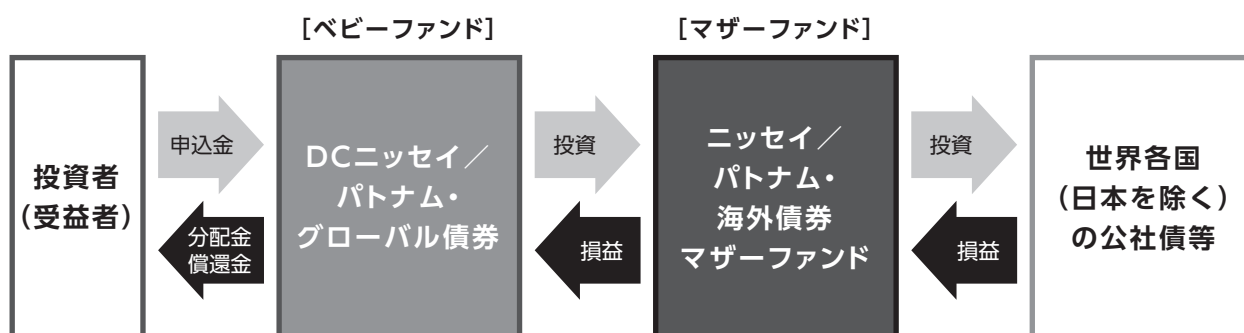 ［ベビーファンド］
［マザーファンド］
投資者
（受益者）
申込金
分配金
償還金
DCニッセイ／
パトナム・
グローバル債券
投資
損益
ニッセイ／
パトナム・
海外債券
マザーファンド
投資
損益
世界各国
（日本を除く）
の公社債等